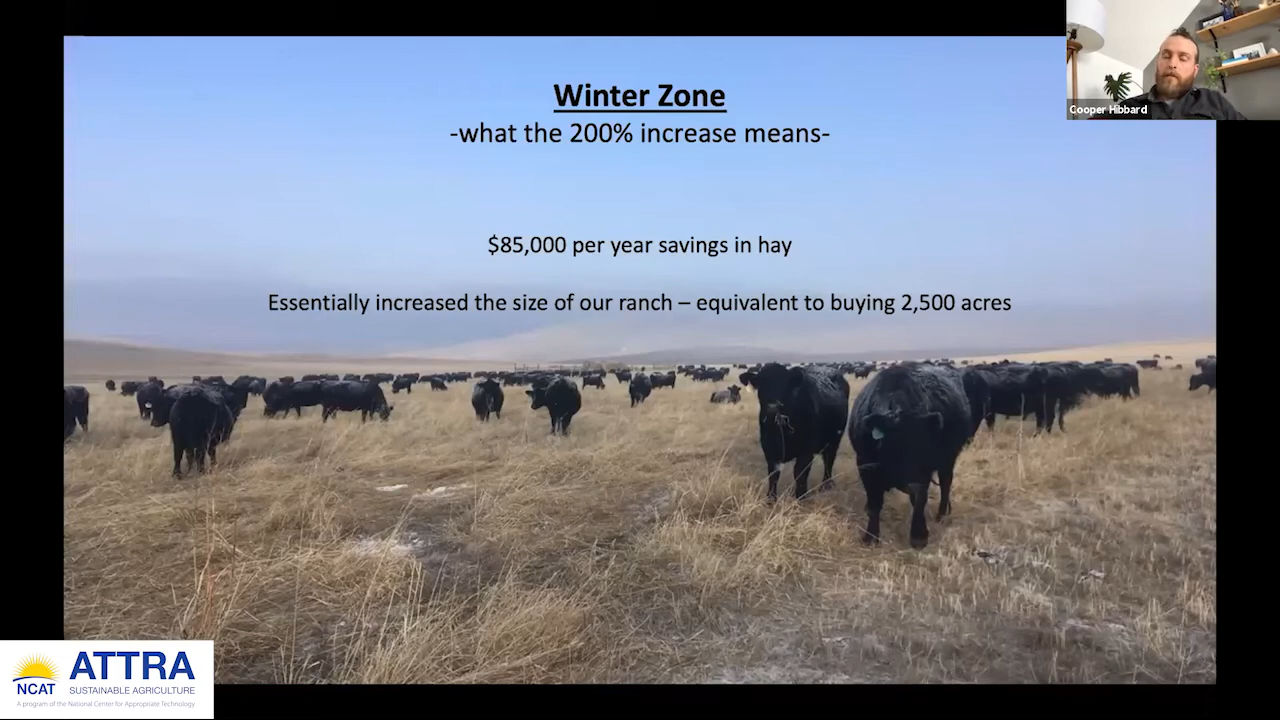 Winter Zone
-what the 200% increase means-
$85,000 per year savings in hay
Essentially increased the size of our ranch – equivalent to buying 2,500 acres
Cooper Hibbard
NCAT
ATTRA
SUSTAINABLE AGRICULTURE
A program of the National Center for Appropriate Technology